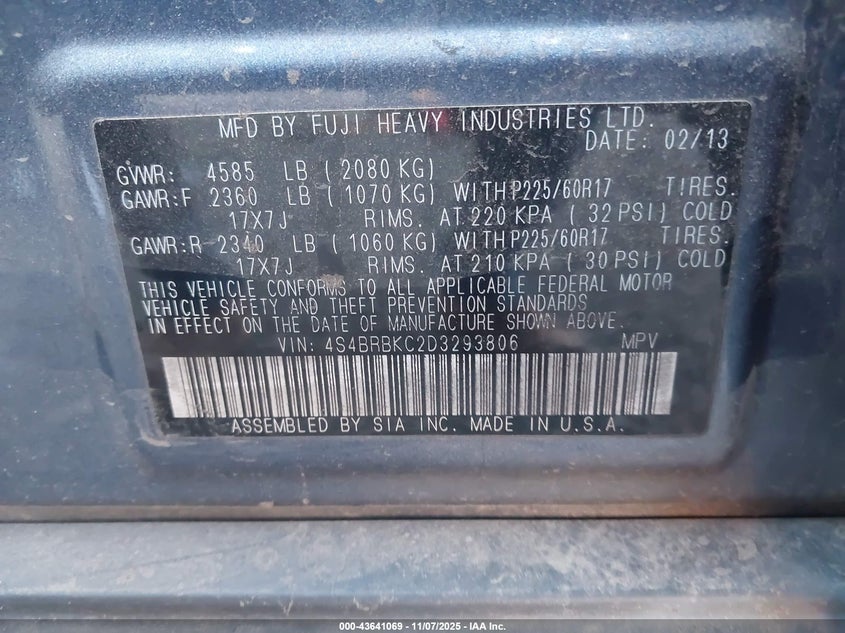 MFD BY FUJI HEAVY INDUSTRIES LTD.
DATE: 02/13
GVWR: 4585 LB ( 2080 KG)
GAWR:F 2360 LB ( 1070 KG) WITH P225/60R17 TIRES.
17X7J RIMS. AT 220 KPA ( 32 PSI) COLD
GAWR:R 2340 LB ( 1060 KG) WITH P225/60R17 TIRES.
17X7J RIMS. AT 210 KPA ( 30 PSI) COLD
THIS VEHICLE CONFORMS TO ALL APPLICABLE FEDERAL MOTOR
VEHICLE SAFETY AND THEFT PREVENTION STANDARDS
IN EFFECT ON THE DATE OF MANUFACTURE SHOWN ABOVE.
VIN: 4S4BRBKC2D3293806 MPV
ASSEMBLED BY SIA INC. MADE IN U.S.A.
000-43641069 - 11/07/2025 - IAA Inc.